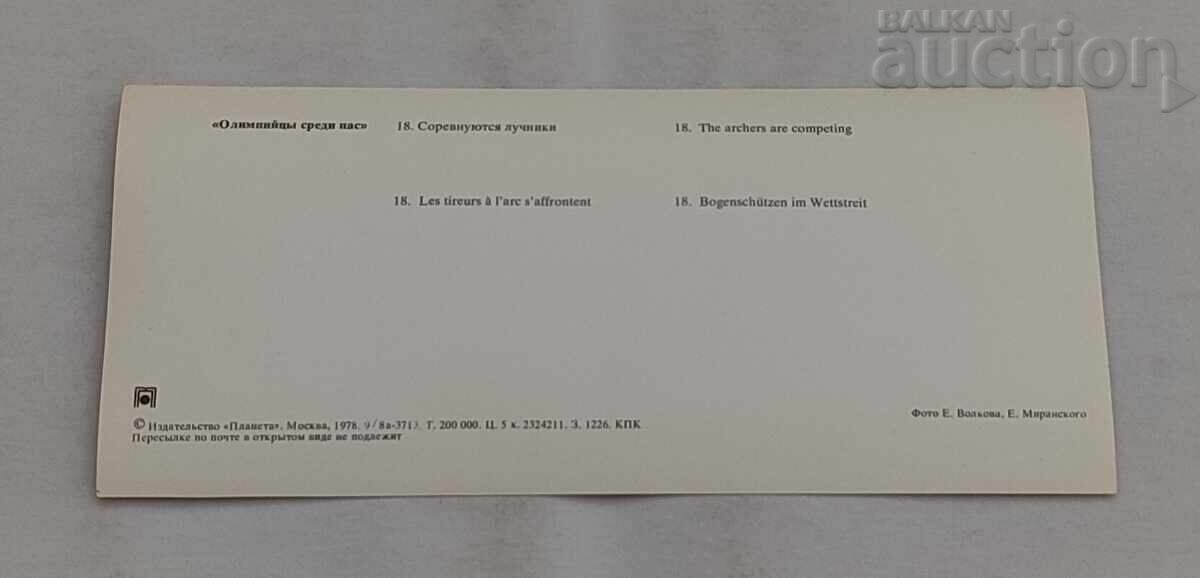 BALKAN
auction
«Олимпийцы среди нас» 18. Соревнуются лучники 18. The archers are competing
18. Les tireurs à l'arc s'affrontent 18. Bogenschützen im Wettstreit
Фото Е. Волкова, Е. Миранского
© Издательство «Планета», Москва, 1978. Т. 200 000. Ц. 5 к. 2324211. З. 1226. КПК
Пересылке по почте в открытом виде не подлежит